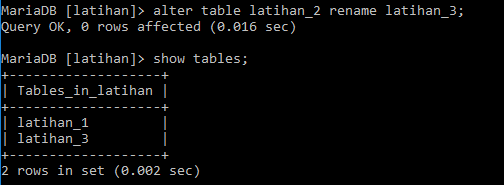 MariaDB [latihan]> alter table latihan_2 rename latihan_3;
Query OK, 0 rows affected (0.016 sec)
MariaDB [latihan]> show tables;
+-------------------+
| Tables_in_latihan |
+-------------------+
| latihan_1         |
| latihan_3         |
+-------------------+
2 rows in set (0.002 sec)